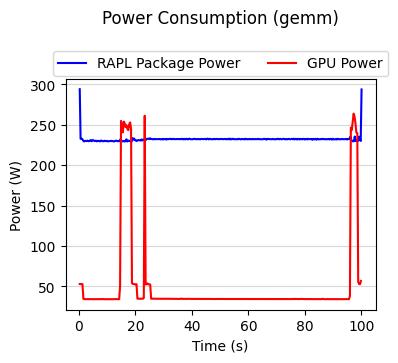 Power Consumption (gemm)
RAPL Package Power GPU Power
300
250
200
150
100
50
Power (W)
0 20 40 60 80 100
Time (s)